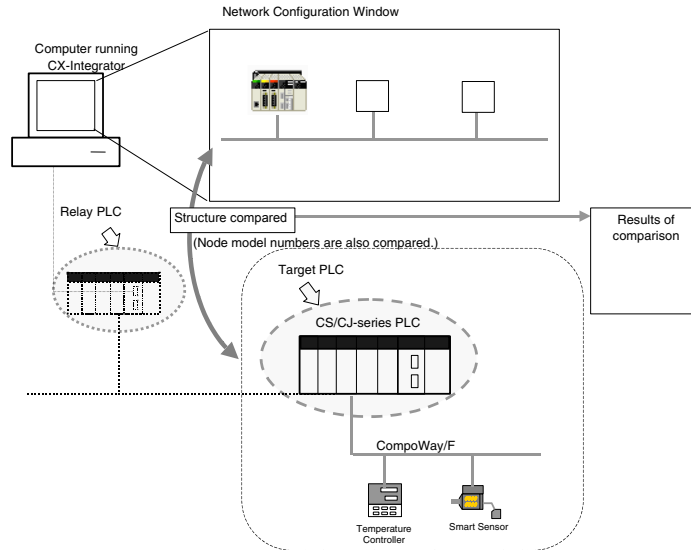 Network Configuration Window
Computer running
CX-Integrator
Relay PLC
Structure compared
(Node model numbers are also compared.)
Results of
comparison
Target PLC
CS/CJ-series PLC
CompoWay/F
Temperature
Controller
Smart Sensor